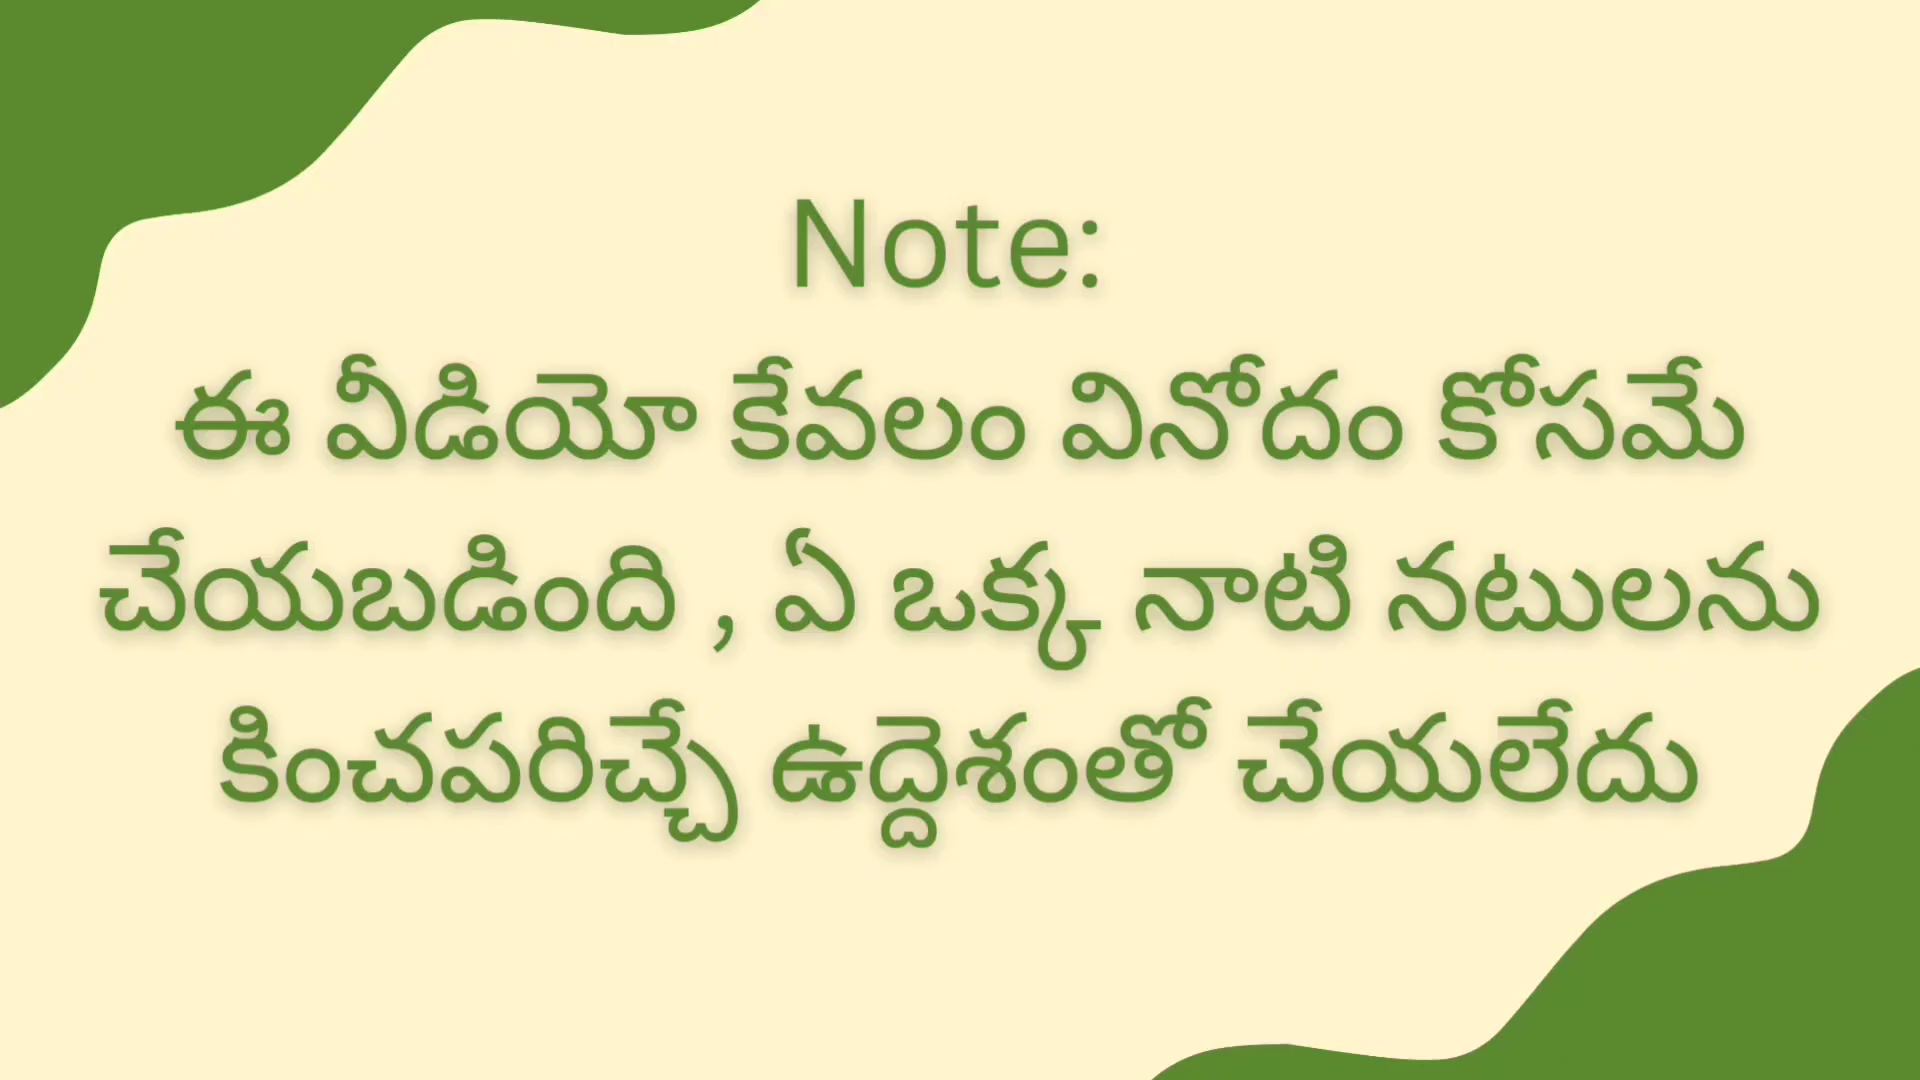 Note:
ఈ వీడియో కేవలం వినోదం కోసమే
చేయబడింది , ఏ ఒక్క నాటి నటులను
కించపరిచ్చే ఉద్దెశంతో చేయలేదు